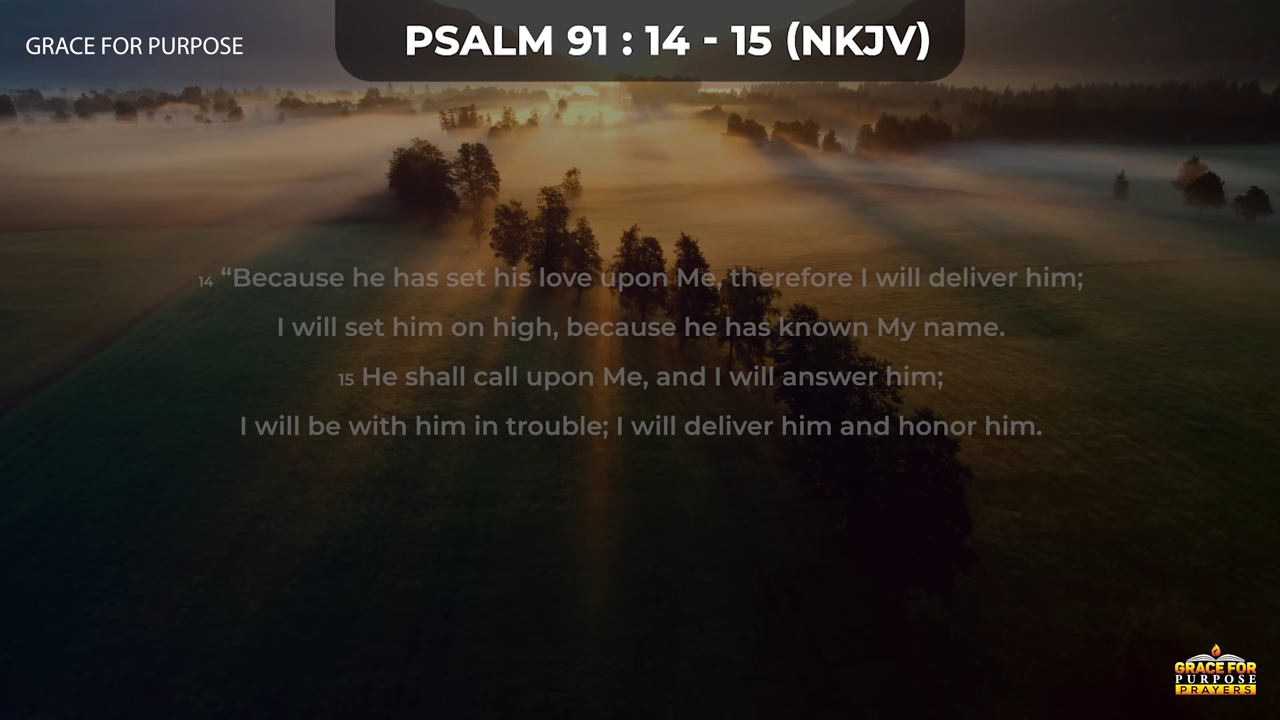 GRACE FOR PURPOSE
PSALM 91 : 14 - 15 (NKJV)
14 “Because he has set his love upon Me, therefore I will deliver him;
I will set him on high, because he has known My name.
15 He shall call upon Me, and I will answer him;
I will be with him in trouble; I will deliver him and honor him.
GRACE FOR
PURPOSE
PRAYERS